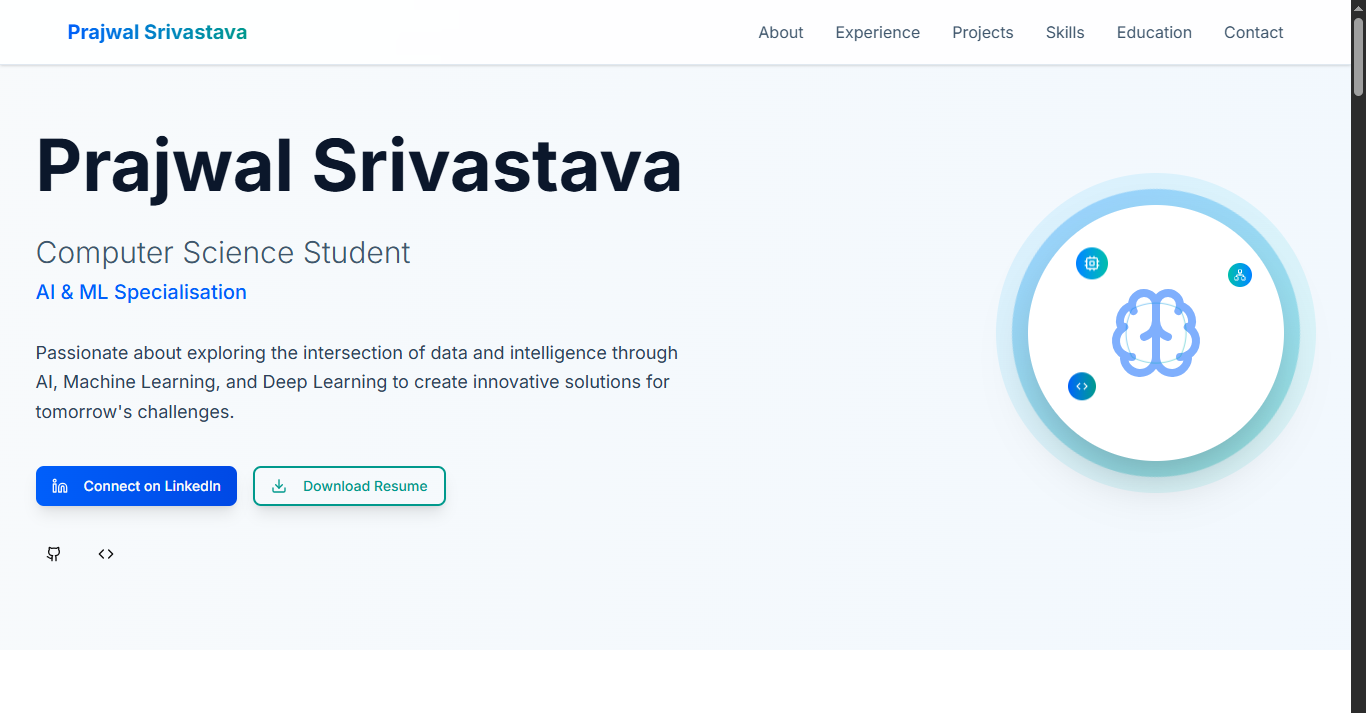 Prajwal Srivastava
About
Experience
Projects
Skills
Education
Contact
Prajwal Srivastava
Computer Science Student
AI & ML Specialisation
Passionate about exploring the intersection of data and intelligence through
AI, Machine Learning, and Deep Learning to create innovative solutions for
tomorrow's challenges.
Connect on LinkedIn
Download Resume